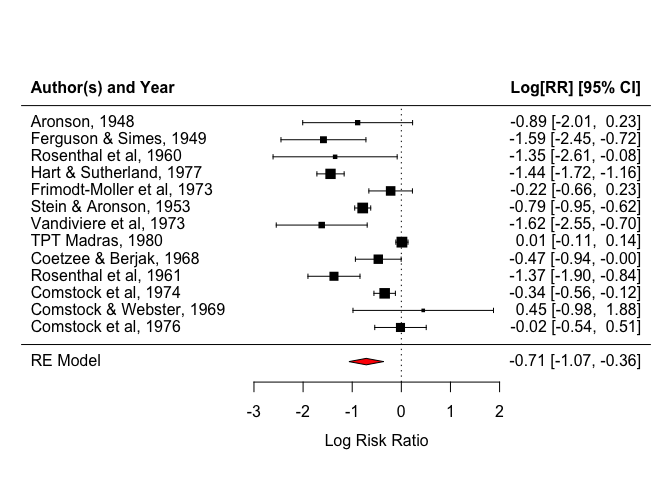 Author(s) and Year Log[RR] [95% CI]
Aronson, 1948 -0.89 [-2.01, 0.23]
Ferguson & Simes, 1949 -1.59 [-2.45, -0.72]
Rosenthal et al, 1960 -1.35 [-2.61, -0.08]
Hart & Sutherland, 1977 -1.44 [-1.72, -1.16]
Frimodt-Moller et al, 1973 -0.22 [-0.66, 0.23]
Stein & Aronson, 1953 -0.79 [-0.95, -0.62]
Vandiviere et al, 1973 -1.62 [-2.55, -0.70]
TPT Madras, 1980 0.01 [-0.11, 0.14]
Coetzee & Berjak, 1968 -0.47 [-0.94, -0.00]
Rosenthal et al, 1961 -1.37 [-1.90, -0.84]
Comstock et al, 1974 -0.34 [-0.56, -0.12]
Comstock & Webster, 1969 0.45 [-0.98, 1.88]
Comstock et al, 1976 -0.02 [-0.54, 0.51]
RE Model -0.71 [-1.07, -0.36]
-3 -2 -1 0 1 2
Log Risk Ratio